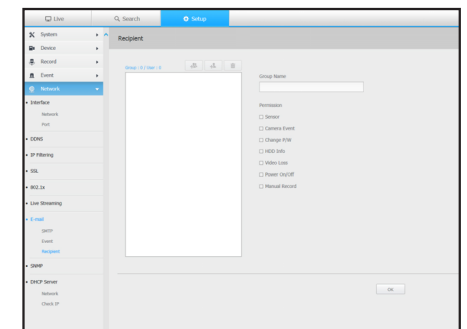 Live
Search
Setup
System
Device
Record
Event
Network
Interface
Network
Port
DDNS
IP Filtering
SSL
802.1x
Live Streaming
E-mail
SMTP
Event
Recipient
SNMP
DHCP Server
Network
Check IP
Recipient
Group : 0 / User : 0
Group Name
Permission
Sensor
Camera Event
Change P/W
HDD Info
Video Loss
Power On/Off
Manual Record
OK